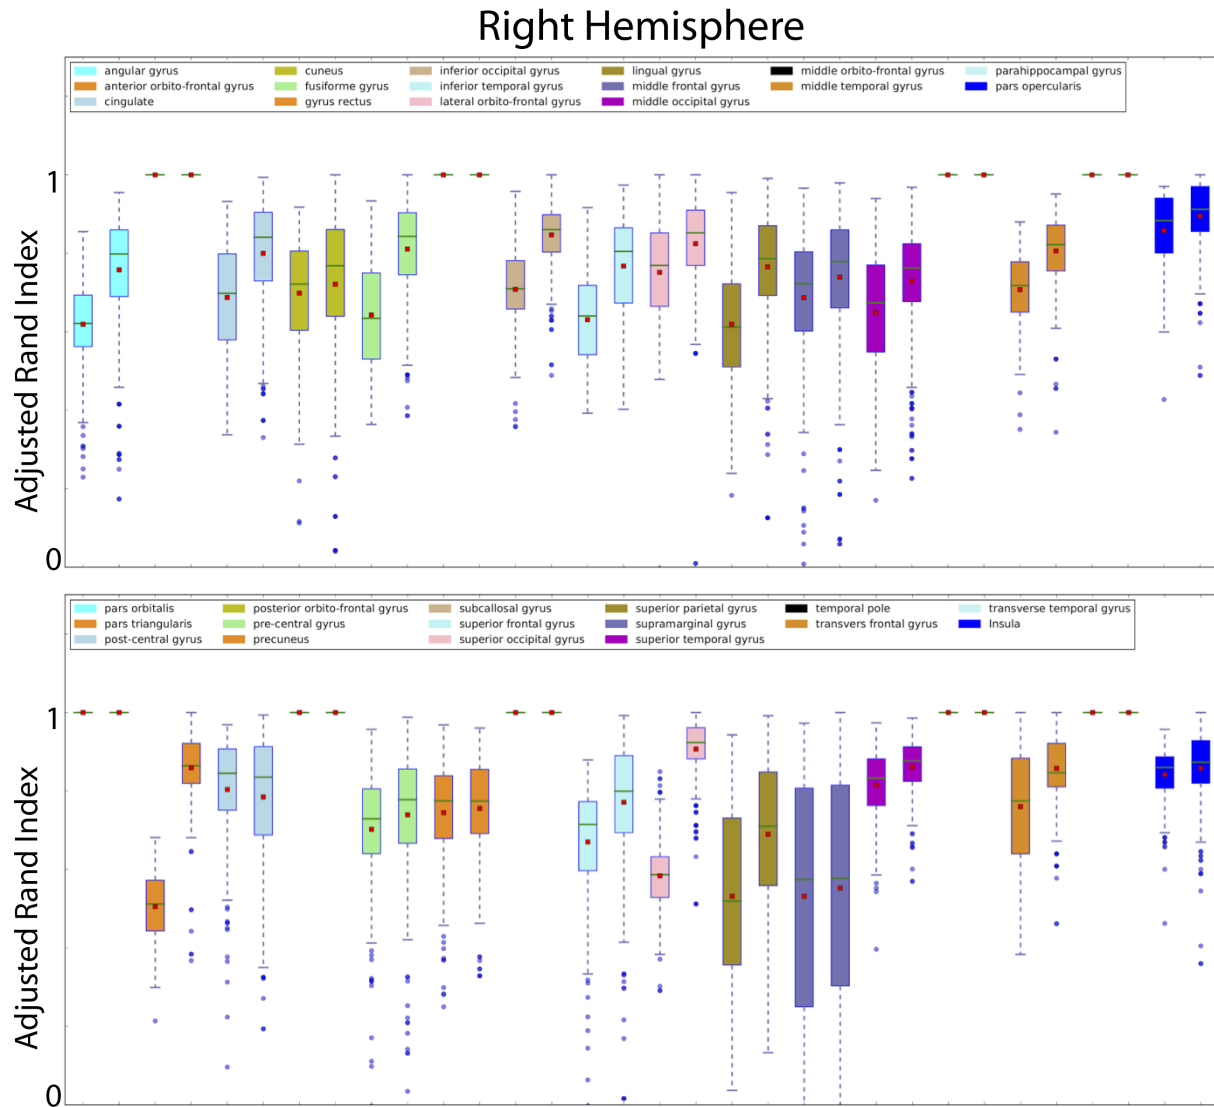 Right Hemisphere
angular gyrus cuneus inferior occipital gyrus lingual gyrus middle orbito-frontal gyrus parahippocampal gyrus
anterior orbito-frontal gyrus fusiforme gyrus inferior temporal gyrus middle frontal gyrus middle temporal gyrus pars opercularis
cingulate gyrus rectus lateral orbito-frontal gyrus middle occipital gyrus
1
Adjusted Rand Index
0
pars orbitalis posterior orbito-frontal gyrus subcallosal gyrus superior parietal gyrus temporal pole transverse temporal gyrus
pars triangularis pre-central gyrus superior frontal gyrus supramarginal gyrus transvers frontal gyrus Insula
post-central gyrus precuneus superior occipital gyrus superior temporal gyrus
1
Adjusted Rand Index
0